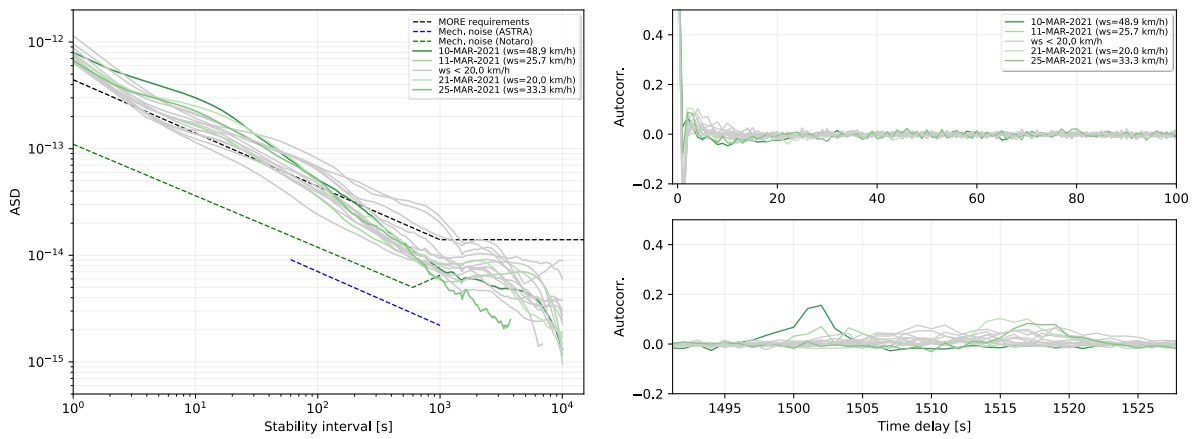 10⁻¹²
10⁻¹³
10⁻¹⁴
10⁻¹⁵
ASD
10⁰
10¹
10²
10³
10⁴
Stability interval [s]
MORE requirements
Mech. noise (ASTRA)
Mech. noise (Notaro)
10-MAR-2021 (ws=48.9 km/h)
11-MAR-2021 (ws=25.7 km/h)
ws < 20.0 km/h
21-MAR-2021 (ws=20.0 km/h)
25-MAR-2021 (ws=33.3 km/h)
0.4
0.2
0.0
−0.2
Autocorr.
0
20
40
60
80
100
10-MAR-2021 (ws=48.9 km/h)
11-MAR-2021 (ws=25.7 km/h)
ws < 20.0 km/h
21-MAR-2021 (ws=20.0 km/h)
25-MAR-2021 (ws=33.3 km/h)
0.4
0.2
0.0
−0.2
Autocorr.
1495
1500
1505
1510
1515
1520
1525
Time delay [s]